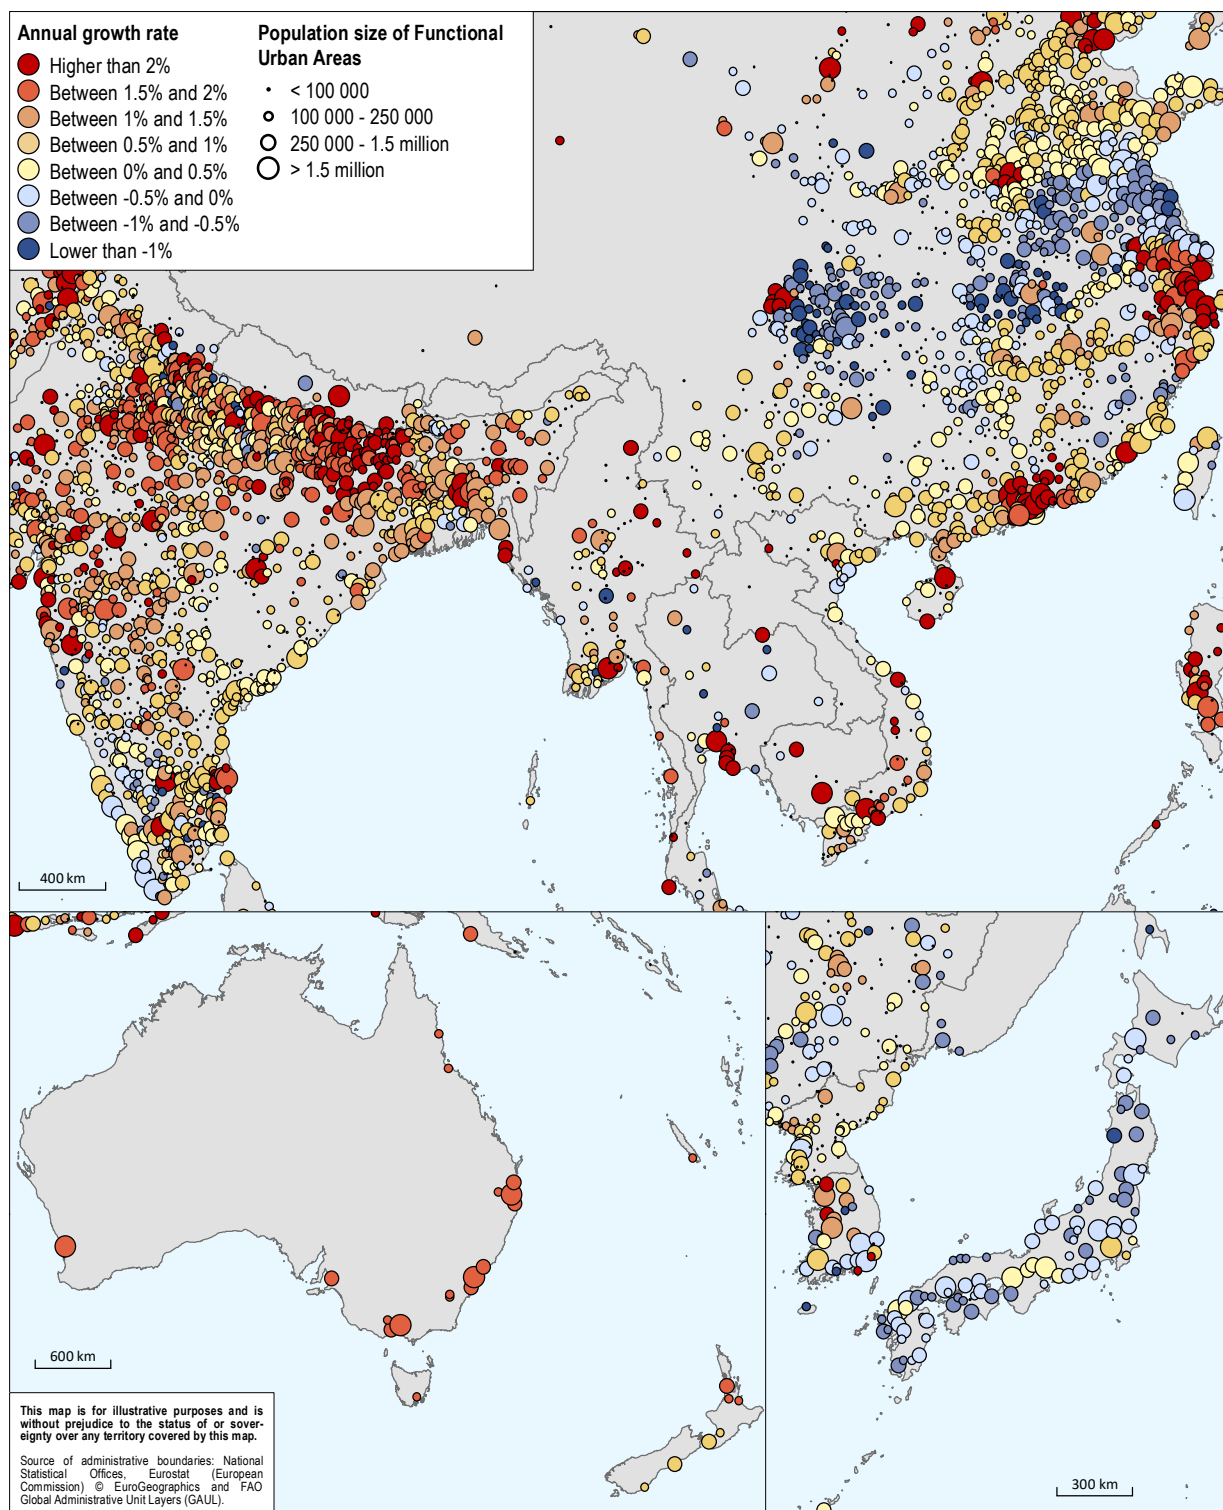 Annual growth rate
Higher than 2%
Between 1.5% and 2%
Between 1% and 1.5%
Between 0.5% and 1%
Between 0% and 0.5%
Between -0.5% and 0%
Between -1% and -0.5%
Lower than -1%
Population size of Functional
Urban Areas
< 100 000
100 000 - 250 000
250 000 - 1.5 million
> 1.5 million
400 km
600 km
This map is for illustrative purposes and is
without prejudice to the status of or sover-
eignty over any territory covered by this map.
Source of administrative boundaries: National
Statistical Offices, Eurostat (European
Commission) © EuroGeographics and FAO
Global Administrative Unit Layers (GAUL).
300 km